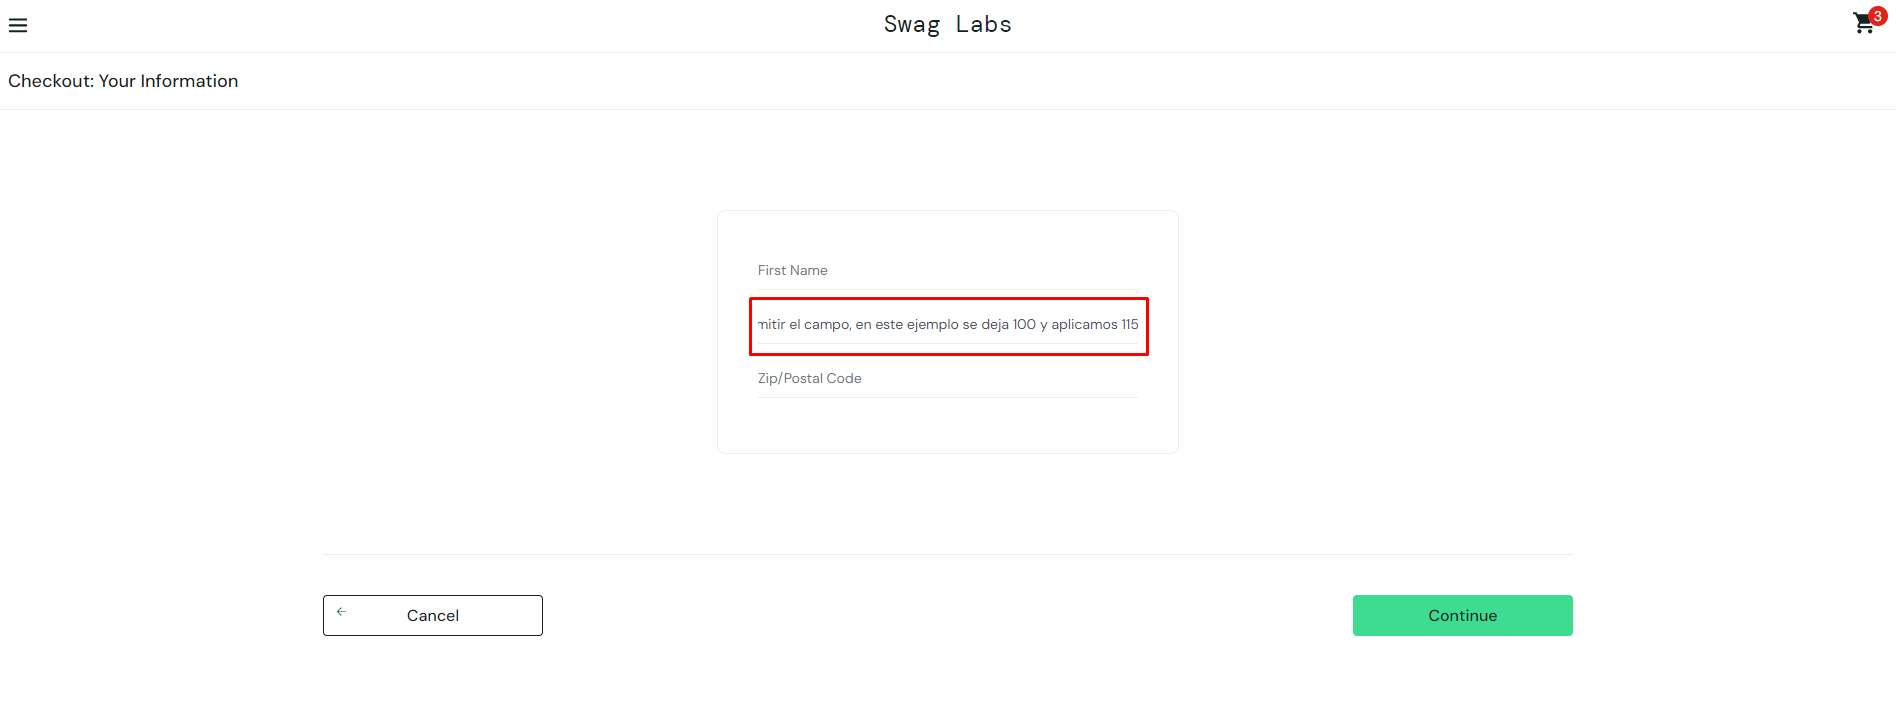 Swag Labs
3
Checkout: Your Information
First Name
mitir el campo, en este ejemplo se deja 100 y aplicamos 115
Zip/Postal Code
Cancel
Continue